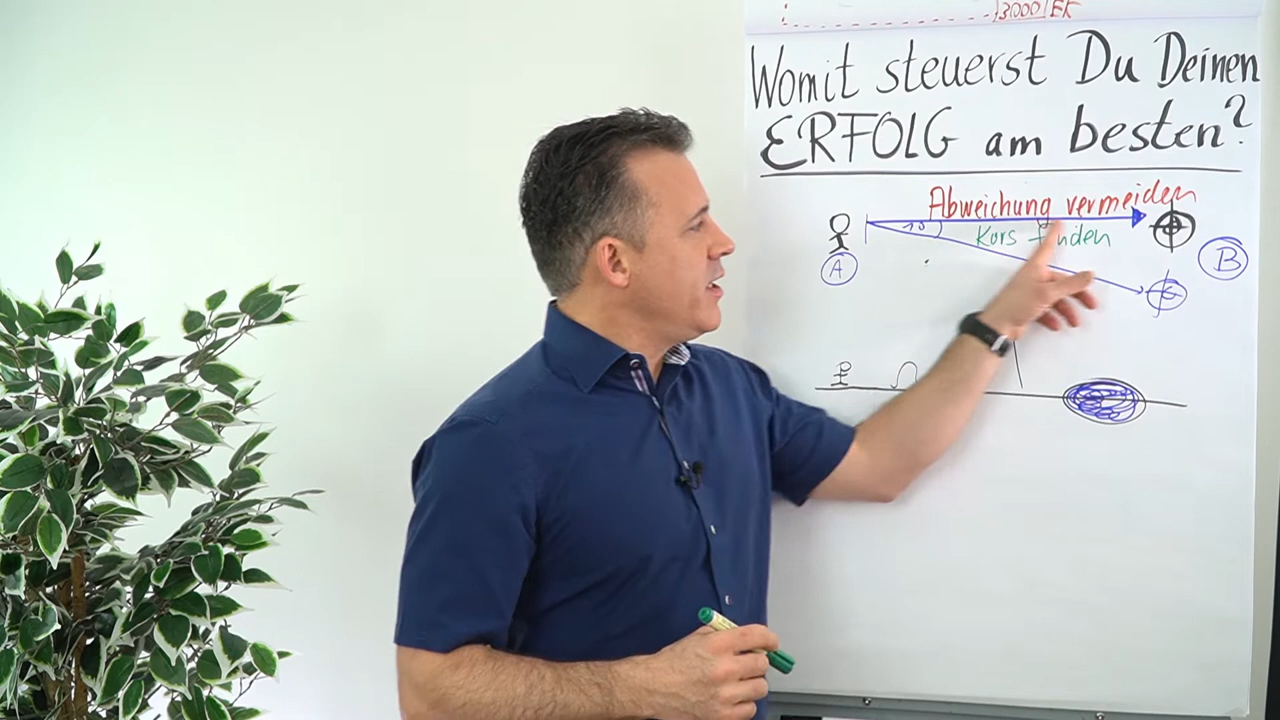 3000 EK
Womit steuerst Du Deinen
ERFOLG am besten?
Abweichung vermeiden
Kurs finden
A
B